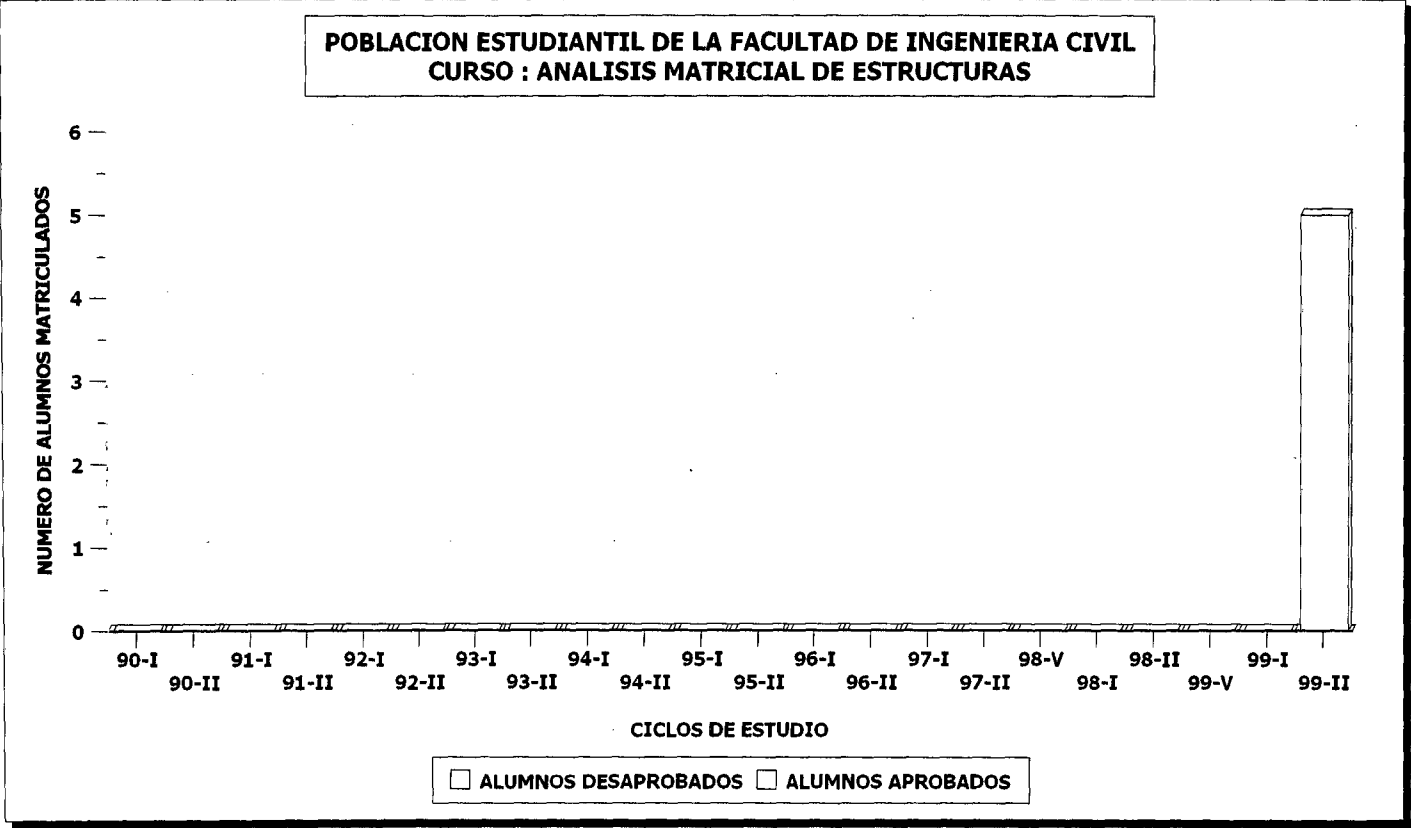 POBLACION ESTUDIANTIL DE LA FACULTAD DE INGENIERIA CIVIL
CURSO : ANALISIS MATRICIAL DE ESTRUCTURAS
NUMERO DE ALUMNOS MATRICULADOS
6
5
4
3
2
1
0
90-I 91-I 92-I 93-I 94-I 95-I 96-I 97-I 98-V 98-II 99-I
90-II 91-II 92-II 93-II 94-II 95-II 96-II 97-II 98-I 99-V 99-II
CICLOS DE ESTUDIO
ALUMNOS DESAPROBADOS ALUMNOS APROBADOS